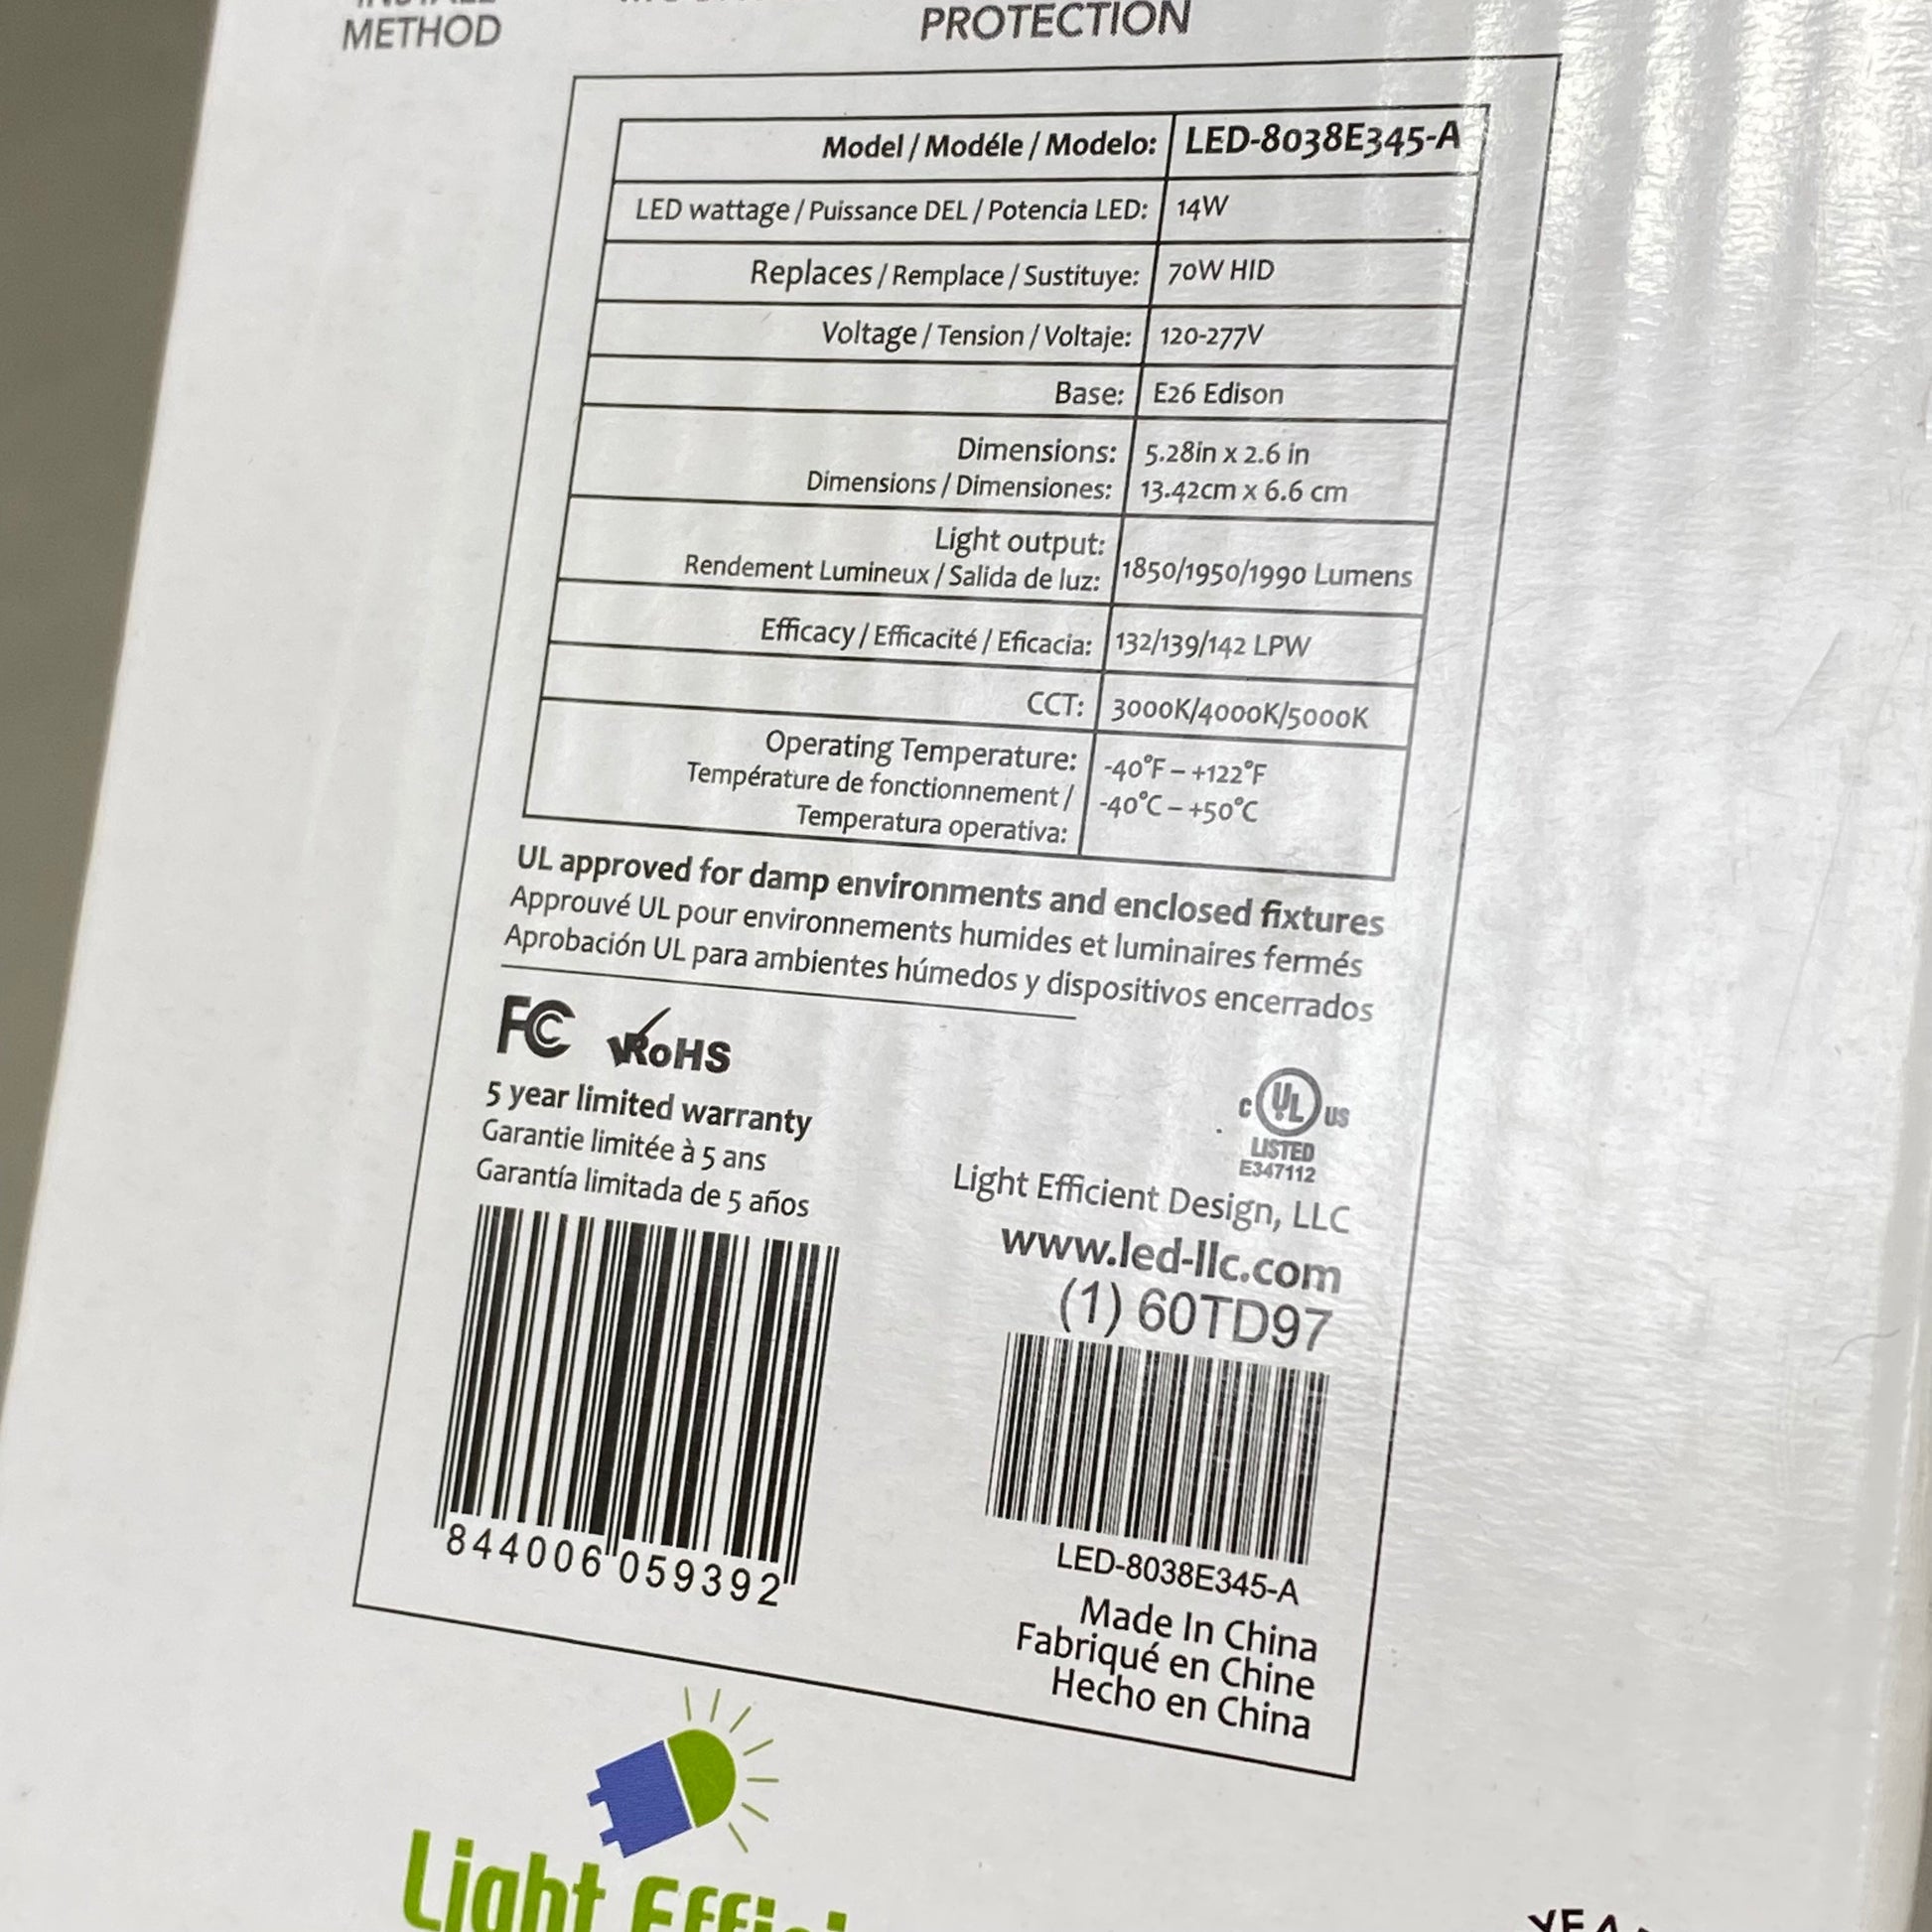 METHOD
PROTECTION
Model / Modéle / Modelo: LED-8038E345-A
LED wattage / Puissance DEL / Potencia LED: 14W
Replaces / Remplace / Sustituye: 70W HID
Voltage / Tension / Voltaje: 120-277V
Base: E26 Edison
Dimensions: 5.28in x 2.6 in
Dimensions / Dimensiones: 13.42cm x 6.6 cm
Light output:
Rendement Lumineux / Salida de luz: 1850/1950/1990 Lumens
Efficacy / Efficacité / Eficacia: 132/139/142 LPW
CCT: 3000K/4000K/5000K
Operating Temperature: -40°F – +122°F
Température de fonctionnement / -40°C – +50°C
Temperatura operativa:
UL approved for damp environments and enclosed fixtures
Approuvé UL pour environnements humides et luminaires fermés
Aprobación UL para ambientes húmedos y dispositivos encerrados
FC RoHS
5 year limited warranty
Garantie limitée à 5 ans
Garantía limitada de 5 años
C UL US
LISTED
E347112
Light Efficient Design, LLC
www.led-llc.com
(1) 60TD97
844006 059392
LED-8038E345-A
Made In China
Fabriqué en Chine
Hecho en China
Light